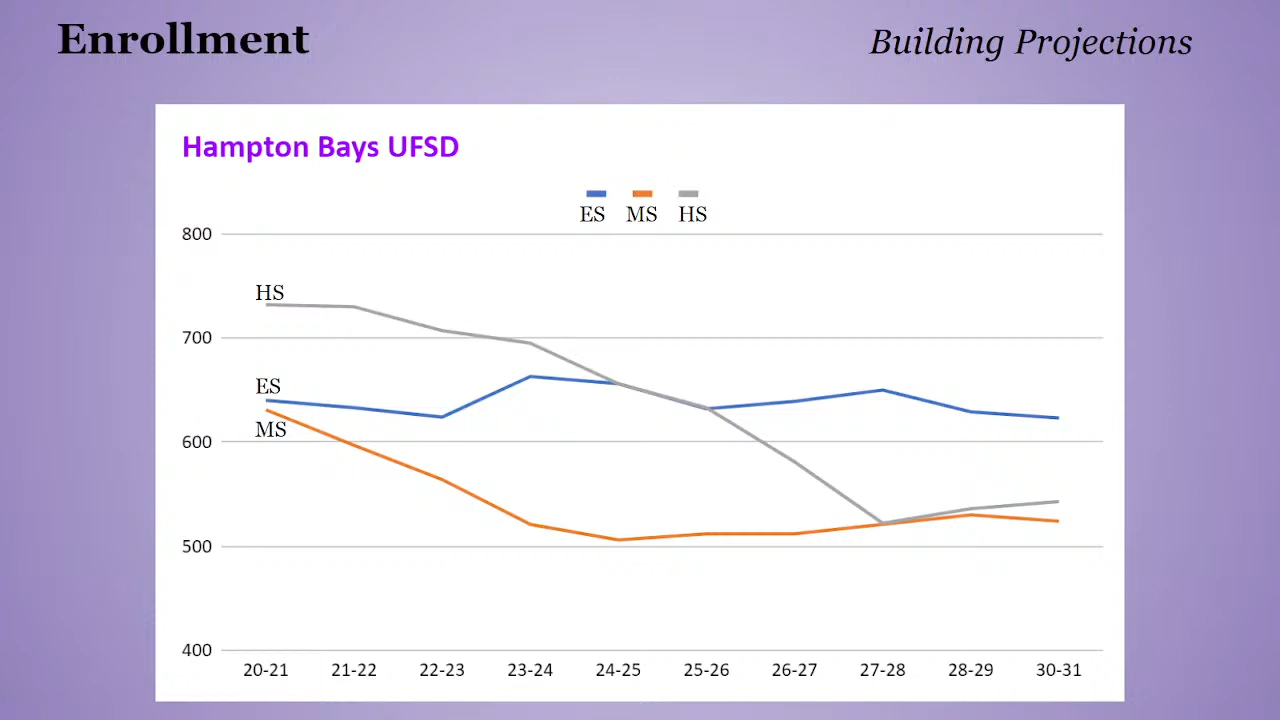 Enrollment
Building Projections
Hampton Bays UFSD
ES MS HS
800
HS
700
ES
MS
600
500
400
20-21 21-22 22-23 23-24 24-25 25-26 26-27 27-28 28-29 30-31